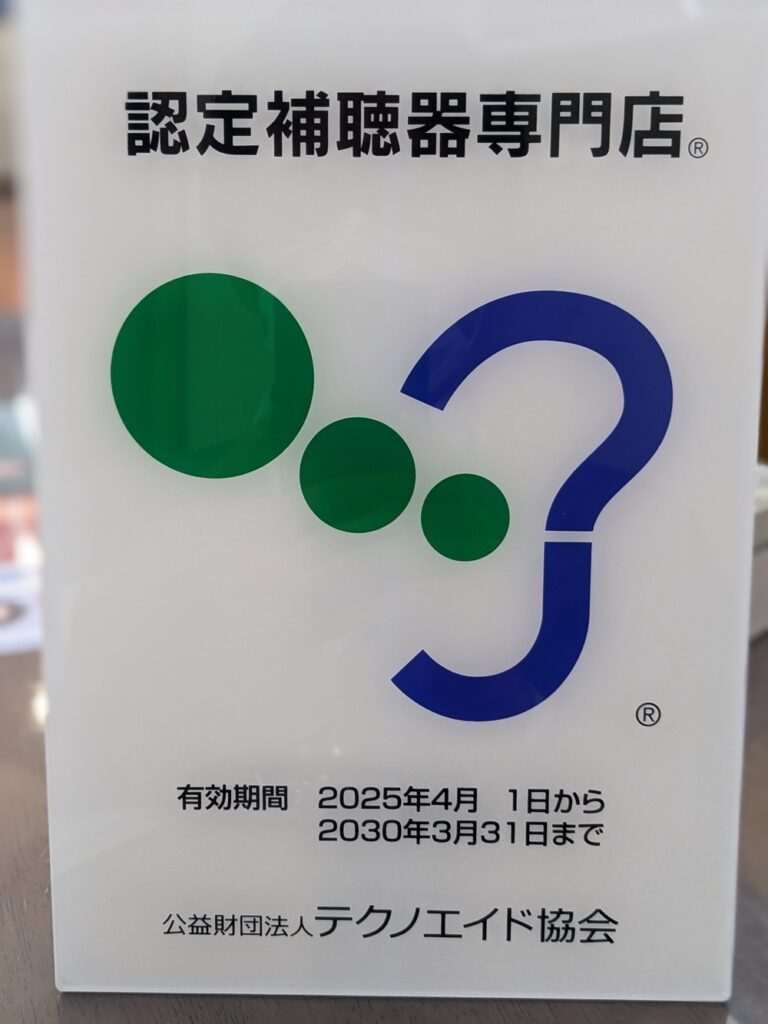 認定補聴器専門店®
®
有効期間 2025年4月 1日から
2030年3月31日まで
公益財団法人テクノエイド協会